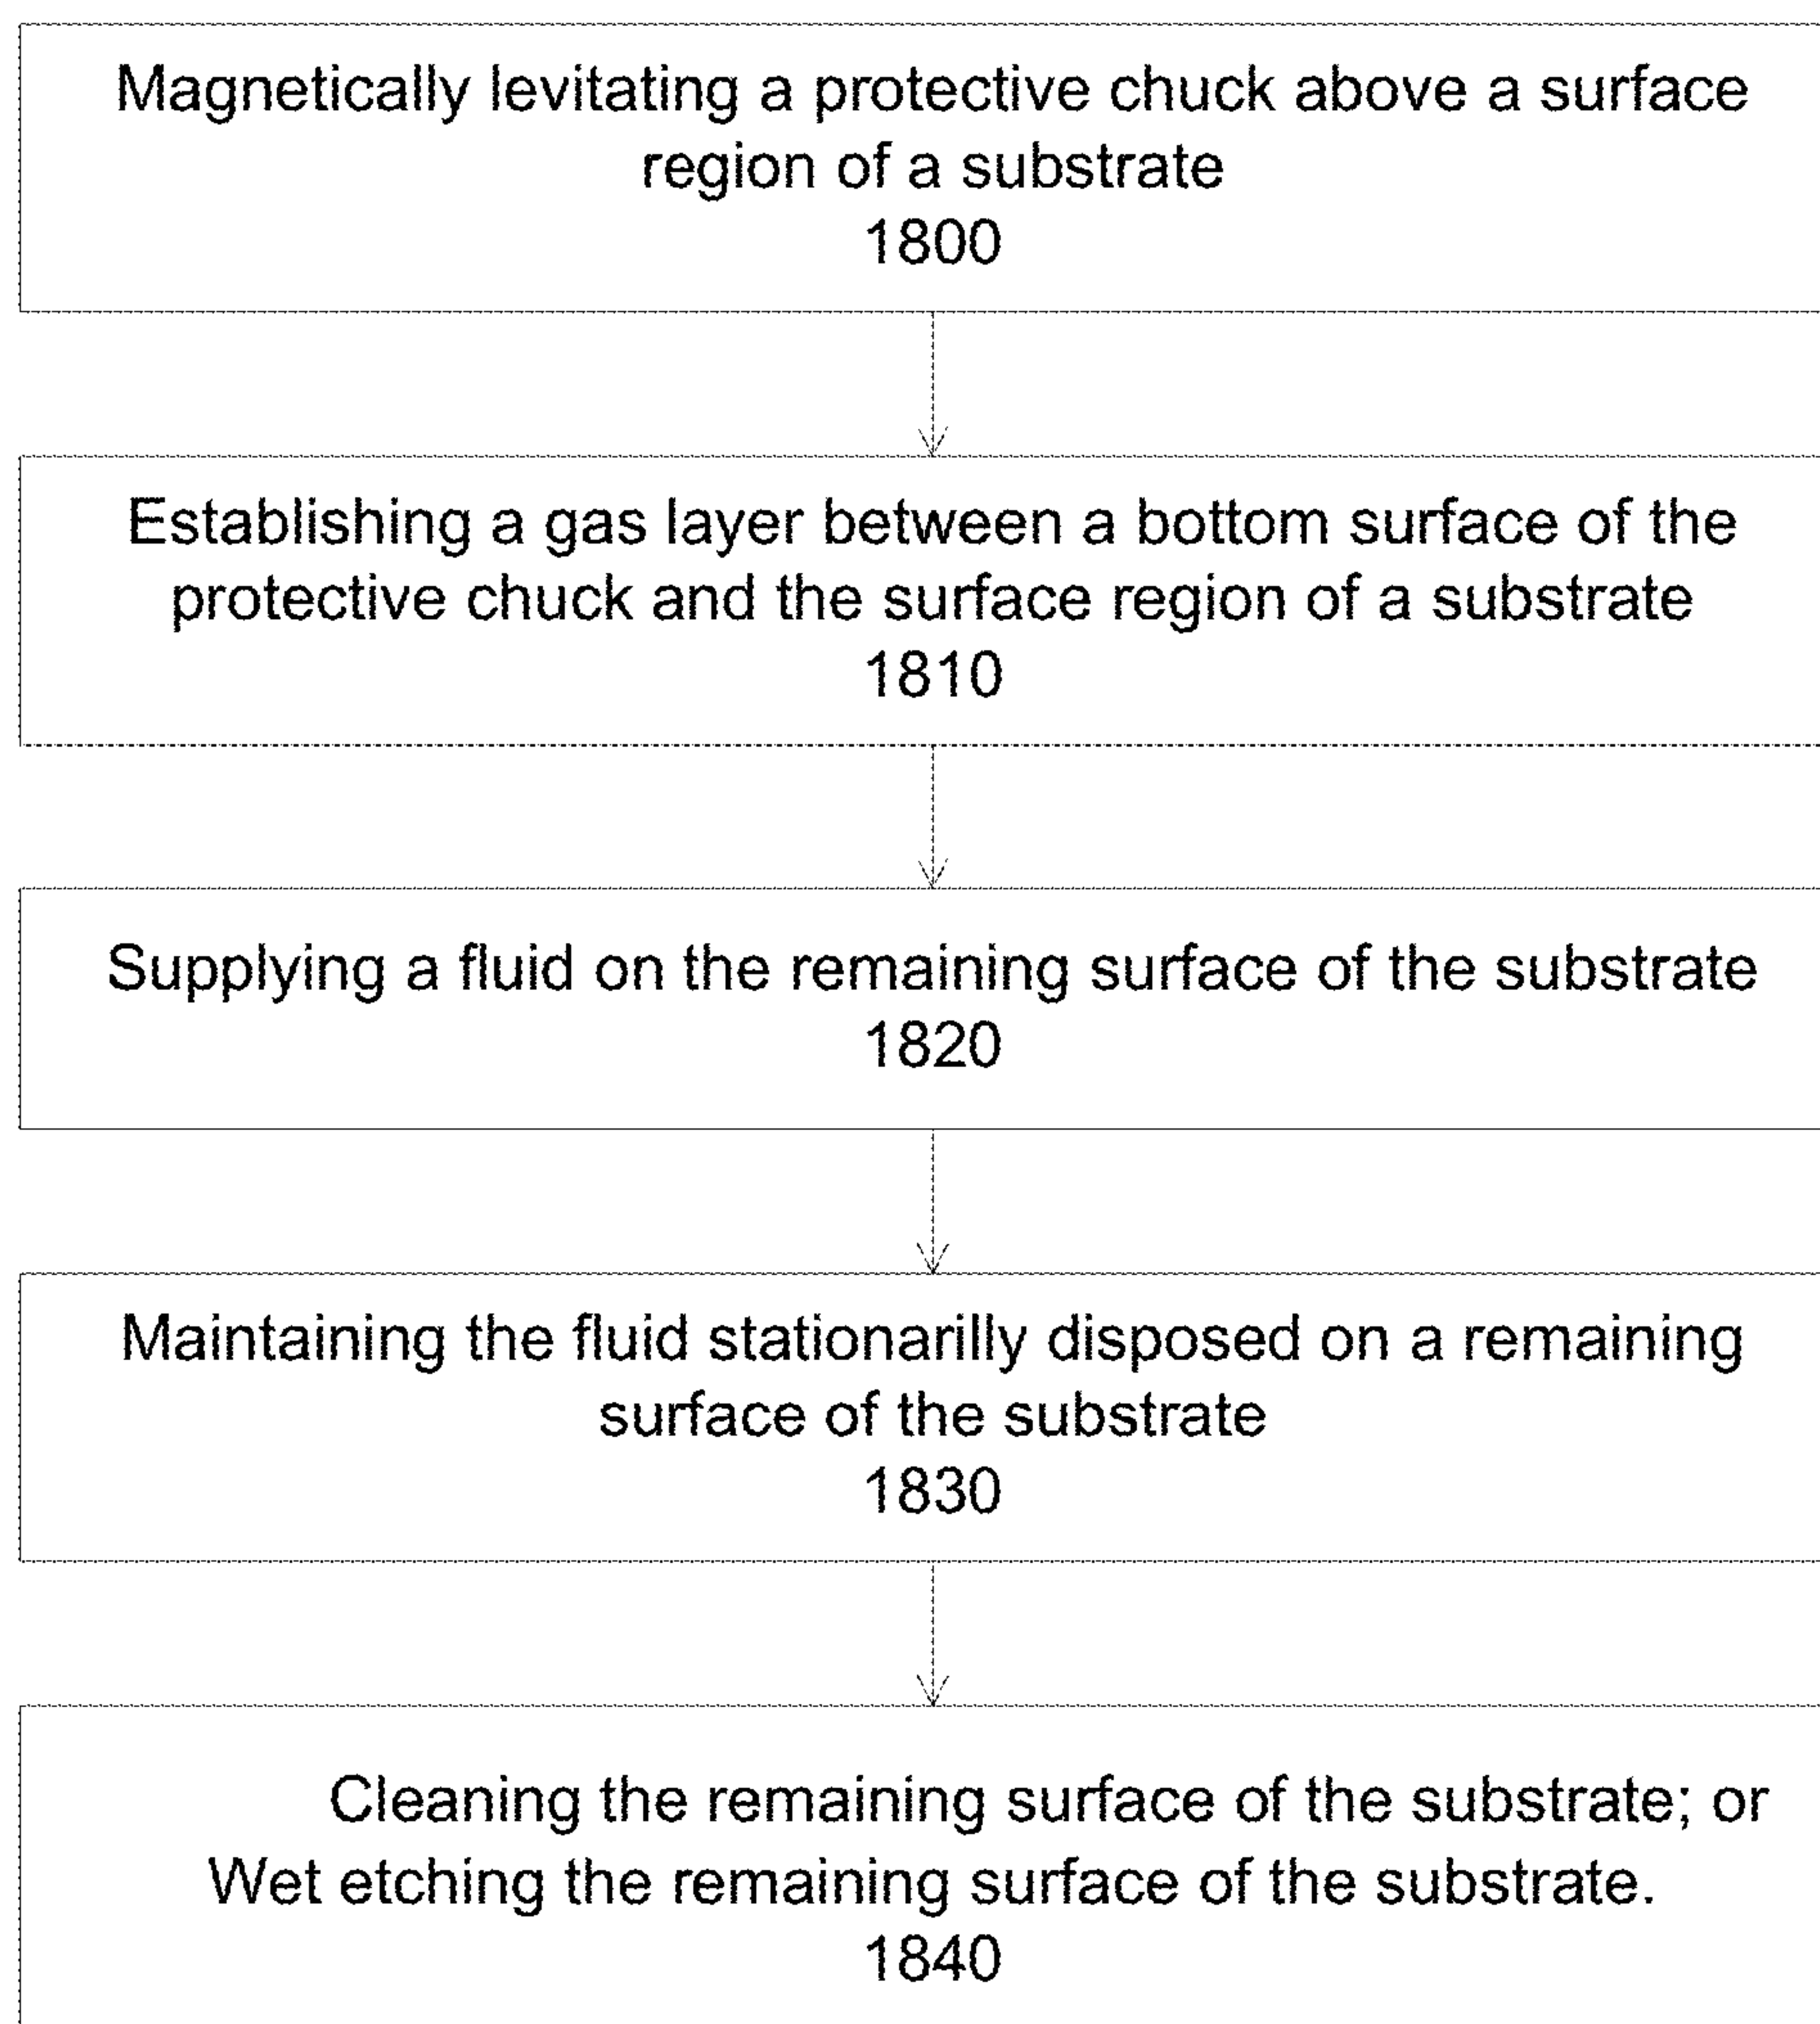 Magnetically levitating a protective chuck above a surface
region of a substrate
1800
Establishing a gas layer between a bottom surface of the
protective chuck and the surface region of a substrate
1810
Supplying a fluid on the remaining surface of the substrate
1820
Maintaining the fluid stationarilly disposed on a remaining
surface of the substrate
1830
Cleaning the remaining surface of the substrate; or
Wet etching the remaining surface of the substrate.
1840